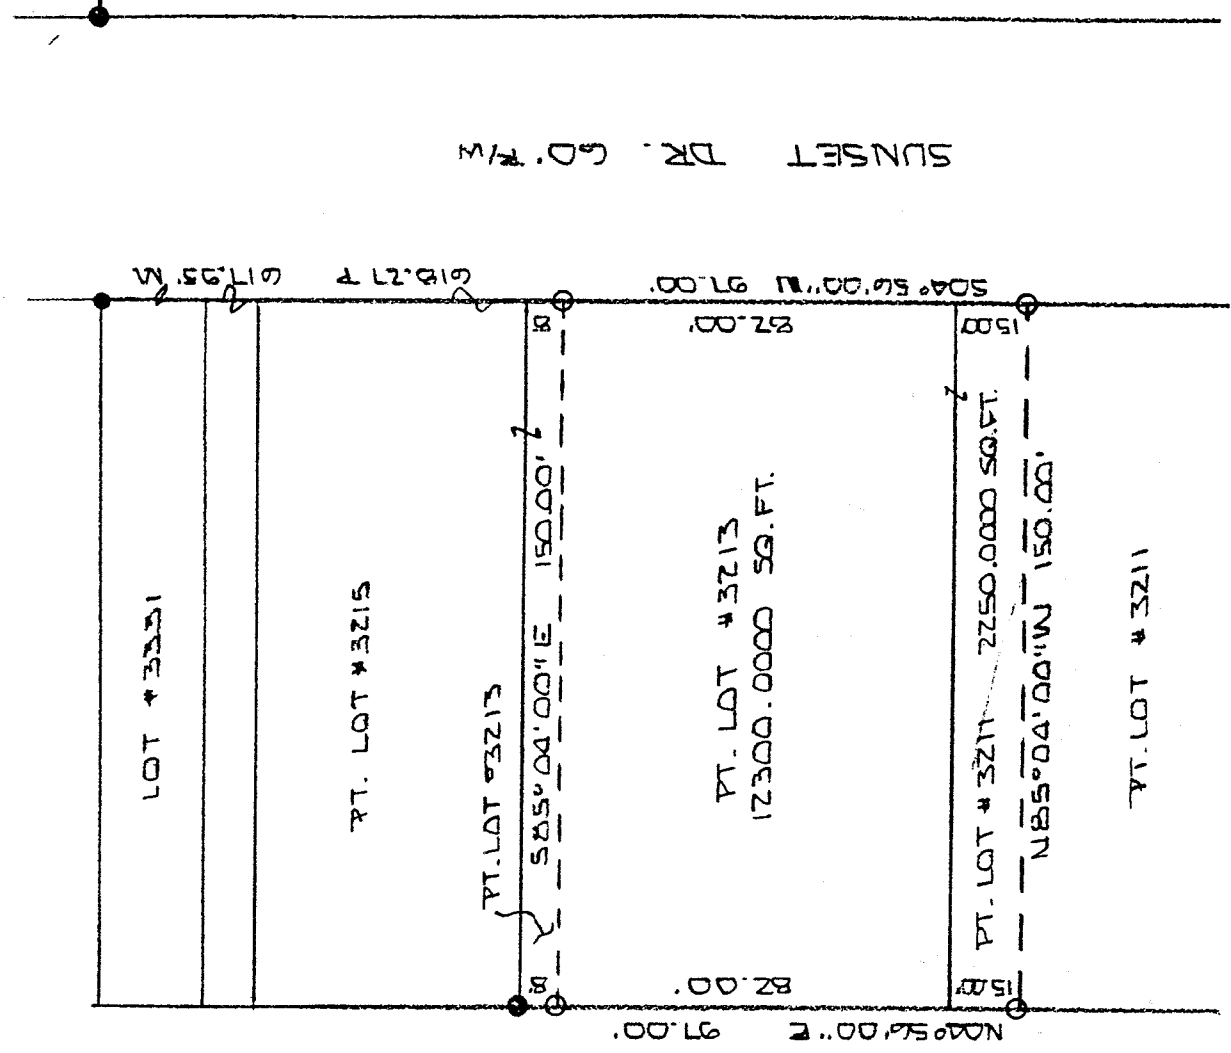 SUNSET DR. 60' R/W
617.95' M
618.27 P
S04°56'00"W 97.00'
8'
82.00'
15.00'
LOT #3331
PT. LOT #3215
PT. LOT #3213
S85°04'00"E 150.00'
PT. LOT #3213
12300.0000 SQ.FT.
PT. LOT #3211 2250.0000 SQ.FT.
N85°04'00"W 150.00'
PT. LOT #3211
8'
82.00'
15.00'
N04°56'00"E 97.00'